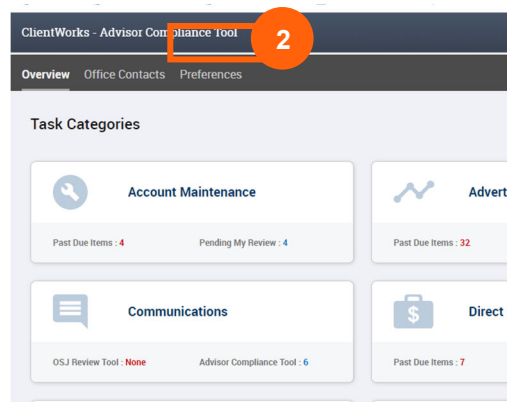 ClientWorks - Advisor Compliance Tool
2
Overview Office Contacts Preferences
Task Categories
Account Maintenance
Advert
Past Due Items : 4 Pending My Review : 4
Past Due Items : 32
Communications
Direct
$
OSJ Review Tool : None Advisor Compliance Tool : 6
Past Due Items : 7